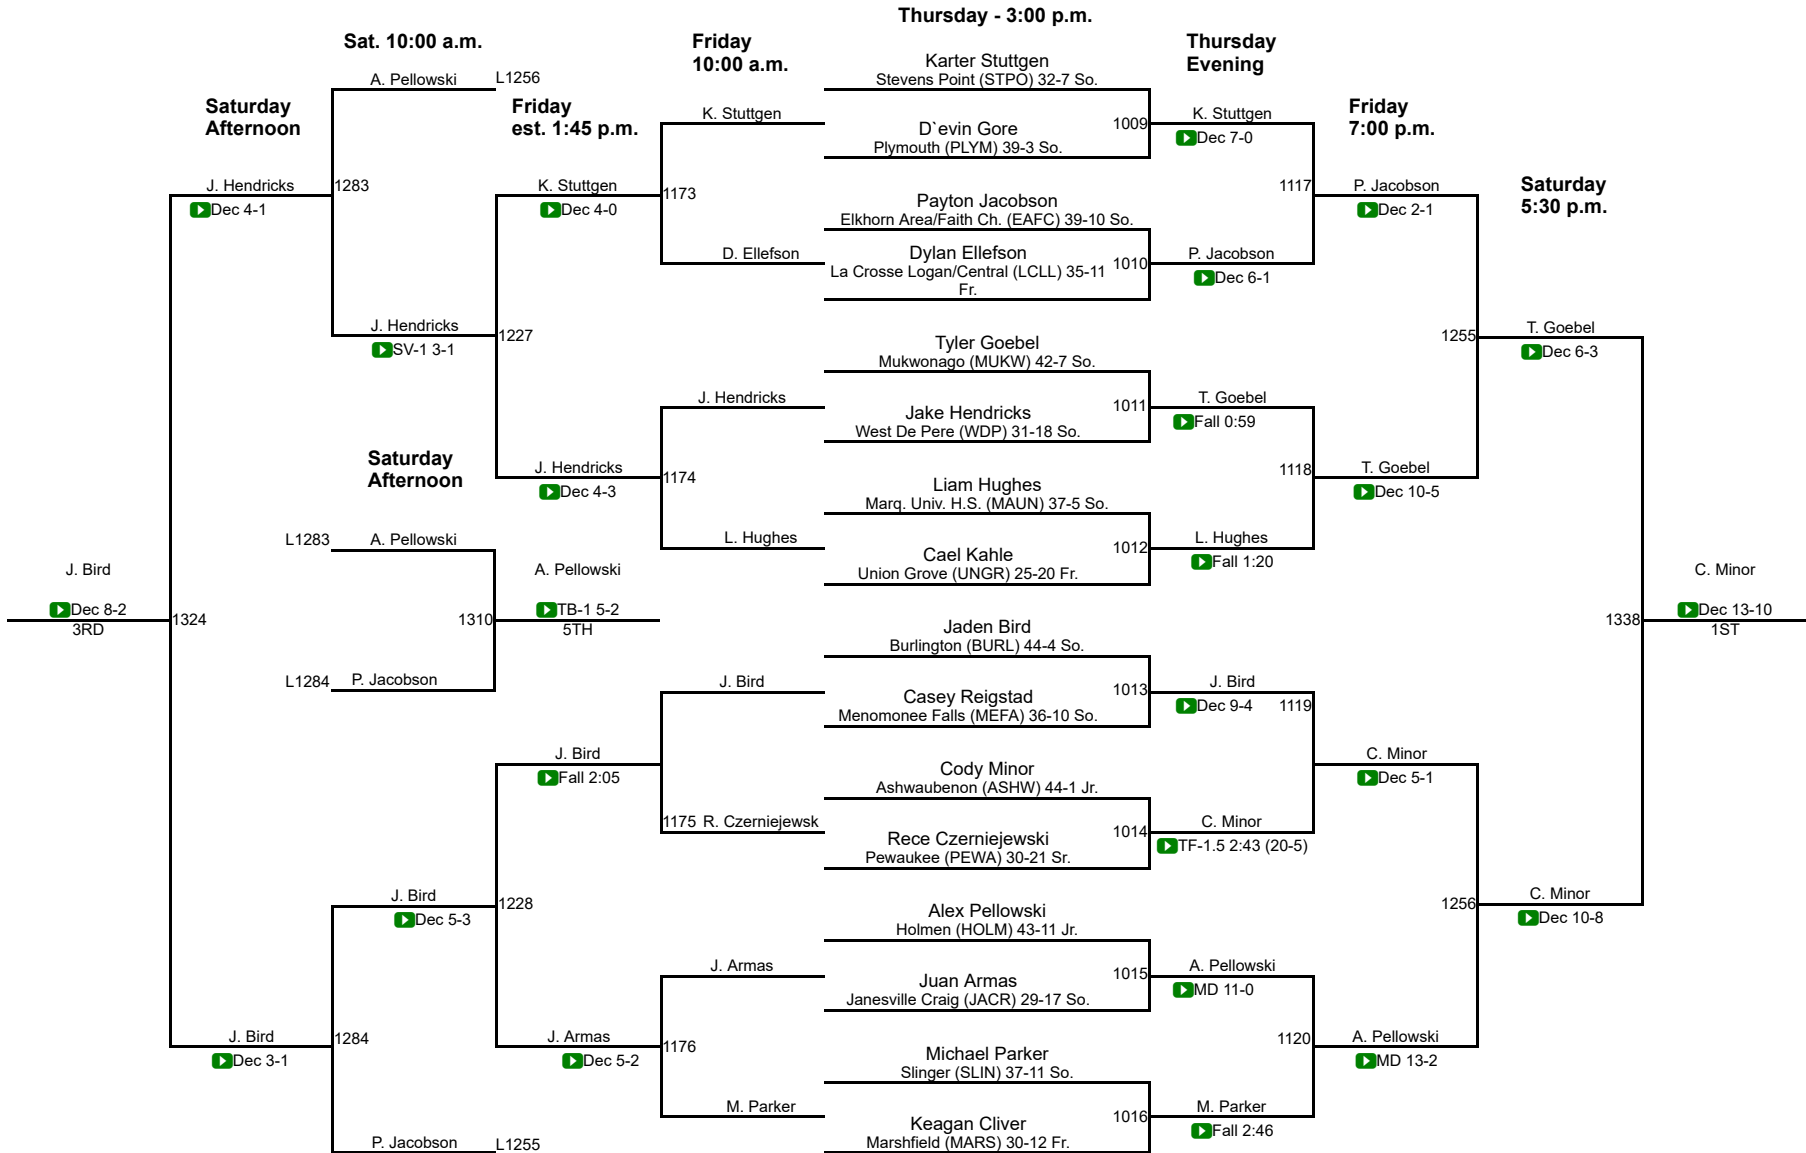 Thursday - 3:00 p.m.
Sat. 10:00 a.m.
Friday
10:00 a.m.
Thursday
Evening
Karter Stuttgen
Stevens Point (STPO) 32-7 So.
A. Pellowski
L1256
Saturday
Afternoon
Friday
est. 1:45 p.m.
Friday
7:00 p.m.
K. Stuttgen
1009
K. Stuttgen
Dec 7-0
D`evin Gore
Plymouth (PLYM) 39-3 So.
J. Hendricks
Dec 4-1
1283
K. Stuttgen
Dec 4-0
1173
1117
P. Jacobson
Dec 2-1
Saturday
5:30 p.m.
Payton Jacobson
Elkhorn Area/Faith Ch. (EAFC) 39-10 So.
D. Ellefson
Dylan Ellefson
La Crosse Logan/Central (LCLL) 35-11
Fr.
1010
P. Jacobson
Dec 6-1
J. Hendricks
SV-1 3-1
1227
Tyler Goebel
Mukwonago (MUKW) 42-7 So.
1255
T. Goebel
Dec 6-3
J. Hendricks
Jake Hendricks
West De Pere (WDP) 31-18 So.
1011
T. Goebel
Fall 0:59
Saturday
Afternoon
J. Hendricks
Dec 4-3
1174
1118
T. Goebel
Dec 10-5
Liam Hughes
Marq. Univ. H.S. (MAUN) 37-5 So.
L1283
A. Pellowski
L. Hughes
Cael Kahle
Union Grove (UNGR) 25-20 Fr.
1012
L. Hughes
Fall 1:20
J. Bird
Dec 8-2
3RD
1324
1310
A. Pellowski
TB-1 5-2
5TH
1338
C. Minor
Dec 13-10
1ST
Jaden Bird
Burlington (BURL) 44-4 So.
L1284
P. Jacobson
J. Bird
Casey Reigstad
Menomonee Falls (MEFA) 36-10 So.
1013
J. Bird
Dec 9-4
1119
J. Bird
Fall 2:05
Cody Minor
Ashwaubenon (ASHW) 44-1 Jr.
C. Minor
Dec 5-1
1175
R. Czerniejewsk
Rece Czerniejewski
Pewaukee (PEWA) 30-21 Sr.
1014
C. Minor
TF-1.5 2:43 (20-5)
J. Bird
Dec 5-3
1228
Alex Pellowski
Holmen (HOLM) 43-11 Jr.
1256
C. Minor
Dec 10-8
J. Armas
Juan Armas
Janesville Craig (JACR) 29-17 So.
1015
A. Pellowski
MD 11-0
J. Bird
Dec 3-1
1284
J. Armas
Dec 5-2
1176
Michael Parker
Slinger (SLIN) 37-11 So.
1120
A. Pellowski
MD 13-2
M. Parker
Keagan Cliver
Marshfield (MARS) 30-12 Fr.
1016
M. Parker
Fall 2:46
P. Jacobson
L1255